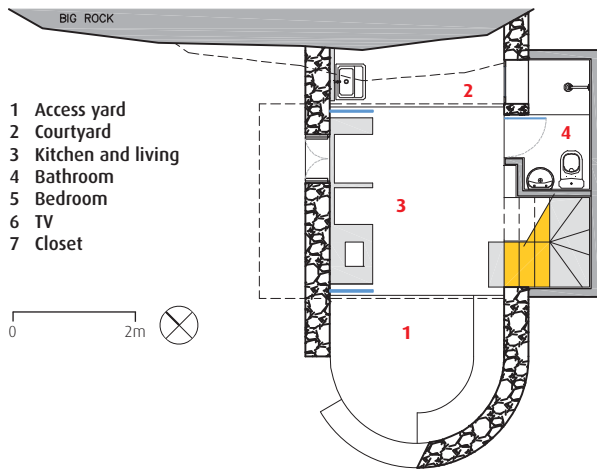 BIG ROCK
1 Access yard
2 Courtyard
3 Kitchen and living
4 Bathroom
5 Bedroom
6 TV
7 Closet
2
4
3
1
0 2m